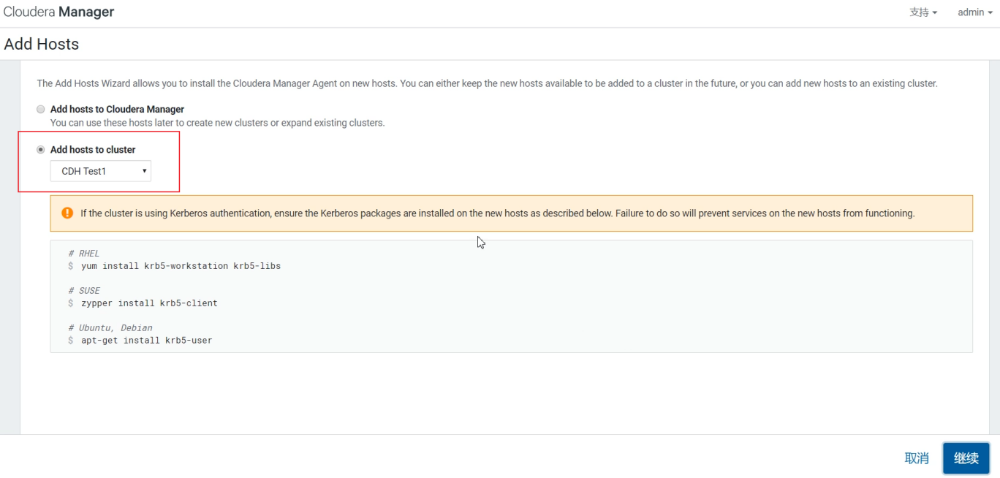 Cloudera Manager
支持 admin
Add Hosts
The Add Hosts Wizard allows you to install the Cloudera Manager Agent on new hosts. You can either keep the new hosts available to be added to a cluster in the future, or you can add new hosts to an existing cluster.
Add hosts to Cloudera Manager
You can use these hosts later to create new clusters or expand existing clusters.
Add hosts to cluster
CDH Test1
If the cluster is using Kerberos authentication, ensure the Kerberos packages are installed on the new hosts as described below. Failure to do so will prevent services on the new hosts from functioning.
# RHEL
$ yum install krb5-workstation krb5-libs
# SUSE
$ zypper install krb5-client
# Ubuntu, Debian
$ apt-get install krb5-user
取消 继续